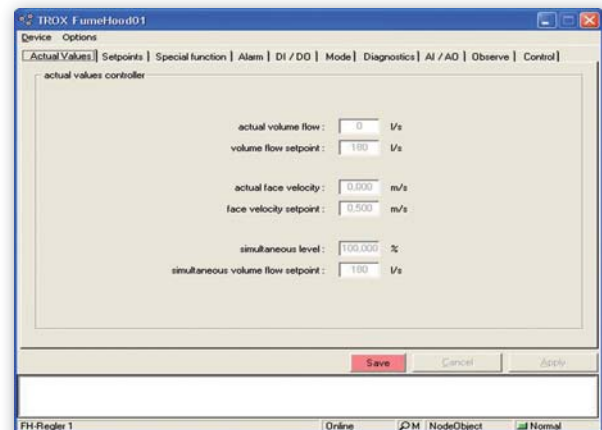 TROX FumeHood01
Device Options
Actual Values Setpoints Special function Alarm DI / DO Mode Diagnostics AI / AO Observe Control
actual values controller
actual volume flow : 0 l/s
volume flow setpoint : 180 l/s
actual face velocity : 0,000 m/s
face velocity setpoint : 0,500 m/s
simultaneous level : 100,000 %
simultaneous volume flow setpoint : 180 l/s
Save Cancel Apply
FH-Regler 1 Online M NodeObject Normal